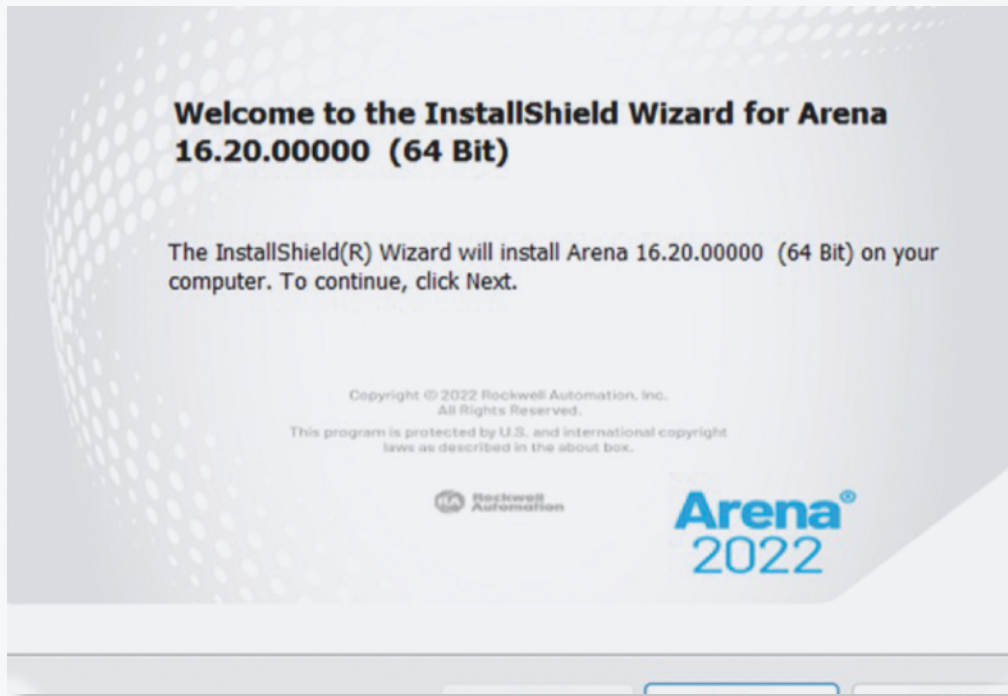 Welcome to the InstallShield Wizard for Arena
16.20.00000 (64 Bit)
The InstallShield(R) Wizard will install Arena 16.20.00000 (64 Bit) on your
computer. To continue, click Next.
Copyright © 2022 Rockwell Automation, Inc.
All Rights Reserved.
This program is protected by U.S. and international copyright
laws as described in the about box.
RA Rockwell
Automation
Arena®
2022